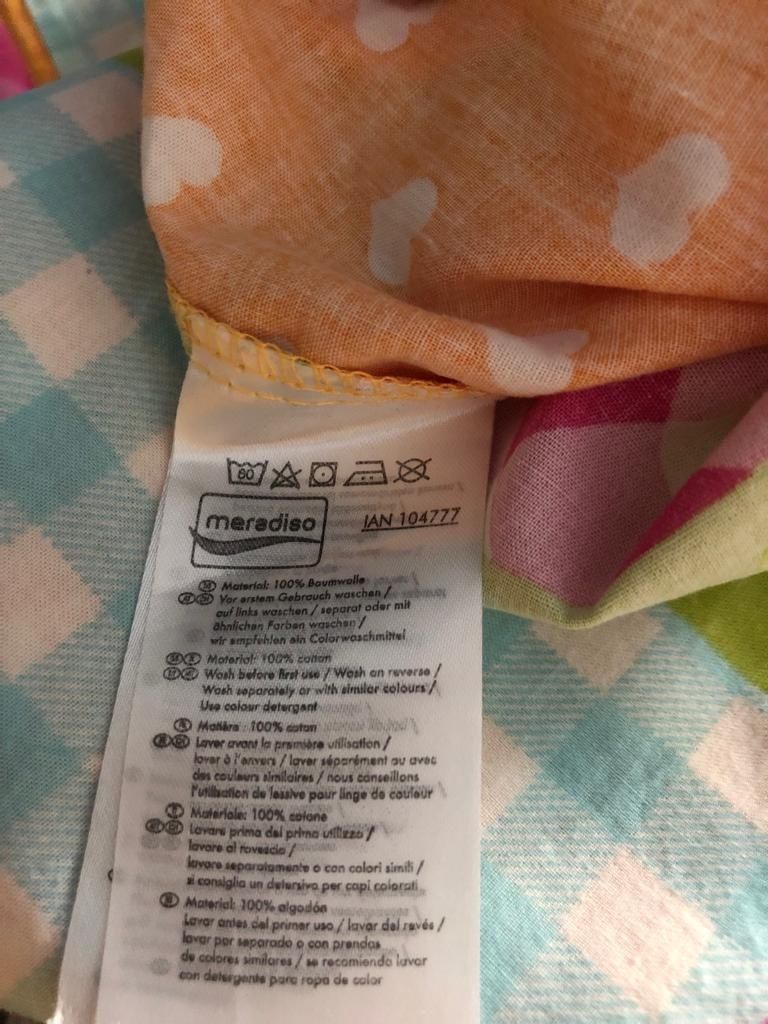 60
meradiso
IAN 104777
Material: 100% Baumwolle
Vor erstem Gebrauch waschen /
auf links waschen / separat oder mit
ähnlichen Farben waschen /
wir empfehlen ein Colorwaschmittel
Material: 100% cotton
Wash before first use / Wash on reverse /
Wash separately or with similar colours /
Use colour detergent
Matière : 100% coton
Laver avant la première utilisation /
laver à l'envers / laver séparément ou avec
des couleurs similaires / nous conseillons
l'utilisation de lessive pour linge de couleur
Materiale: 100% cotone
Lavare prima del primo utilizzo /
lavare al rovescio /
lavare separatamente o con colori simili /
si consiglia un detersivo per capi colorati
Material: 100% algodón
Lavar antes del primer uso / lavar del revés /
lavar por separado o con prendas
de colores similares / se recomienda lavar
con detergente para ropa de color